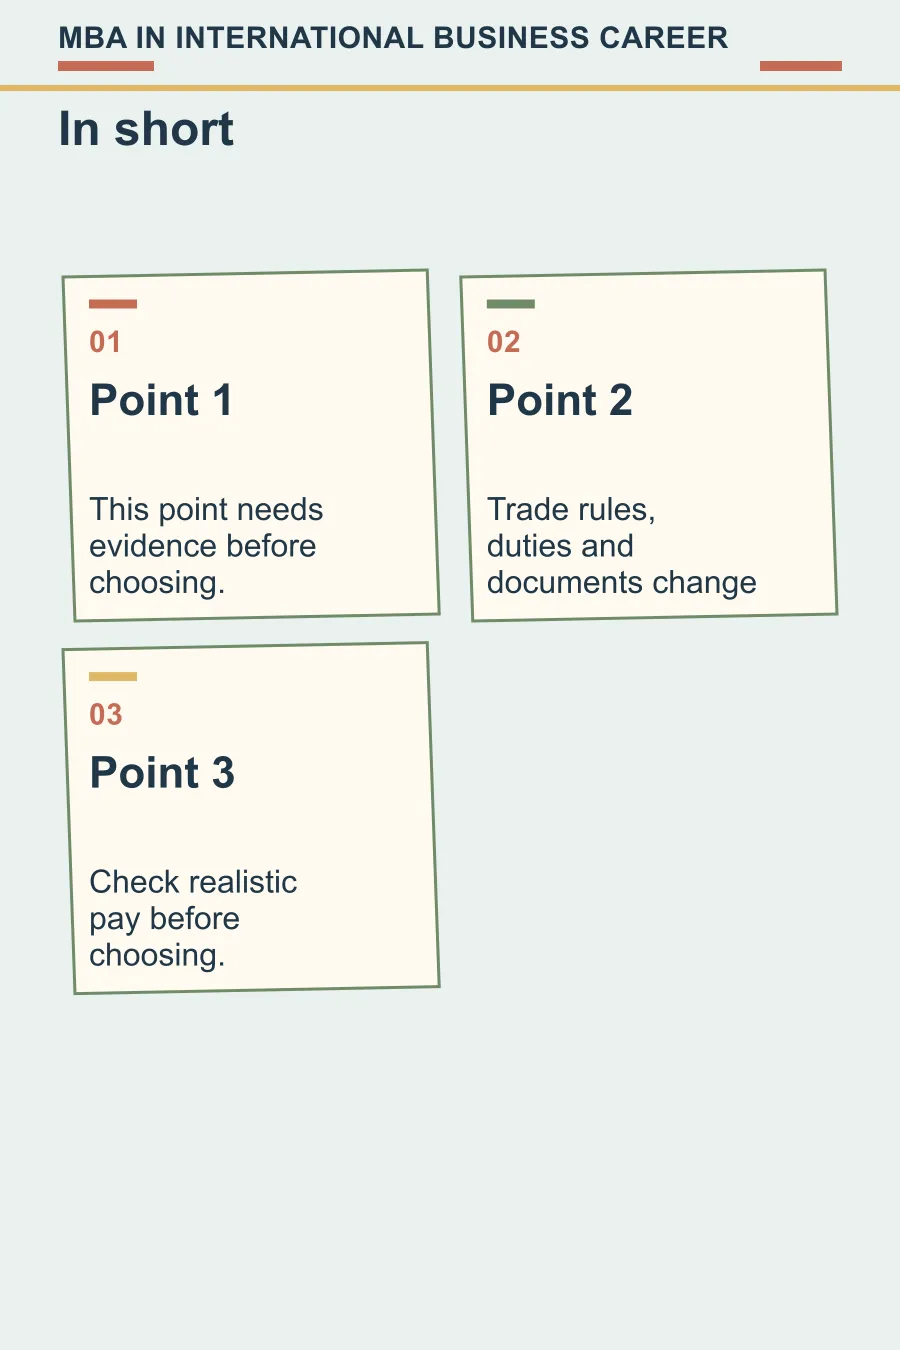 MBA IN INTERNATIONAL BUSINESS CAREER
In short
01
Point 1
This point needs
evidence before
choosing.
02
Point 2
Trade rules,
duties and
documents change
03
Point 3
Check realistic
pay before
choosing.